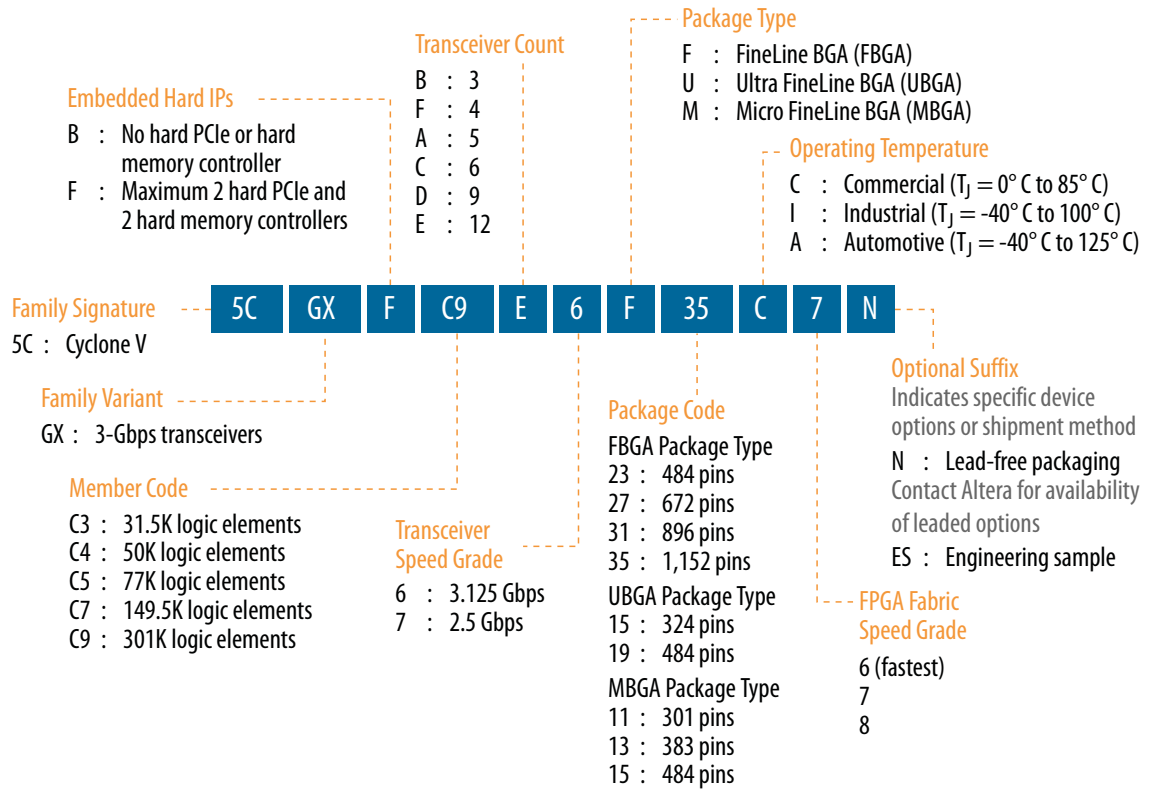 Package Type
F : FineLine BGA (FBGA)
U : Ultra FineLine BGA (UBGA)
M : Micro FineLine BGA (MBGA)
Transceiver Count
B : 3
F : 4
A : 5
C : 6
D : 9
E : 12
Embedded Hard IPs
B : No hard PCIe or hard
memory controller
F : Maximum 2 hard PCIe and
2 hard memory controllers
Operating Temperature
C : Commercial (TJ = 0° C to 85° C)
I : Industrial (TJ = -40° C to 100° C)
A : Automotive (TJ = -40° C to 125° C)
Family Signature
5C : Cyclone V
5C GX F C9 E 6 F 35 C 7 N
Family Variant
GX : 3-Gbps transceivers
Member Code
C3 : 31.5K logic elements
C4 : 50K logic elements
C5 : 77K logic elements
C7 : 149.5K logic elements
C9 : 301K logic elements
Transceiver
Speed Grade
6 : 3.125 Gbps
7 : 2.5 Gbps
Package Code
FBGA Package Type
23 : 484 pins
27 : 672 pins
31 : 896 pins
35 : 1,152 pins
UBGA Package Type
15 : 324 pins
19 : 484 pins
MBGA Package Type
11 : 301 pins
13 : 383 pins
15 : 484 pins
Optional Suffix
Indicates specific device
options or shipment method
N : Lead-free packaging
Contact Altera for availability
of leaded options
ES : Engineering sample
FPGA Fabric
Speed Grade
6 (fastest)
7
8